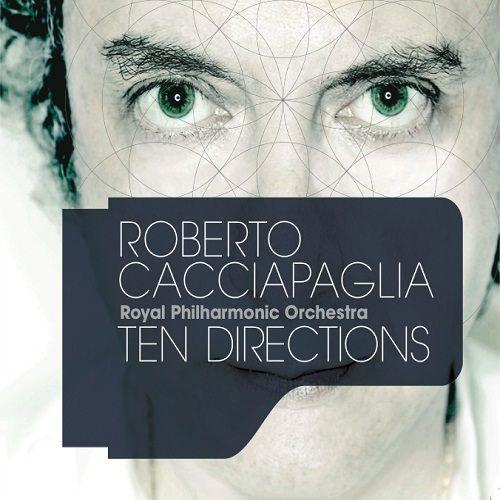 ROBERTO
CACCIAPAGLIA
Royal Philharmonic Orchestra
TEN DIRECTIONS